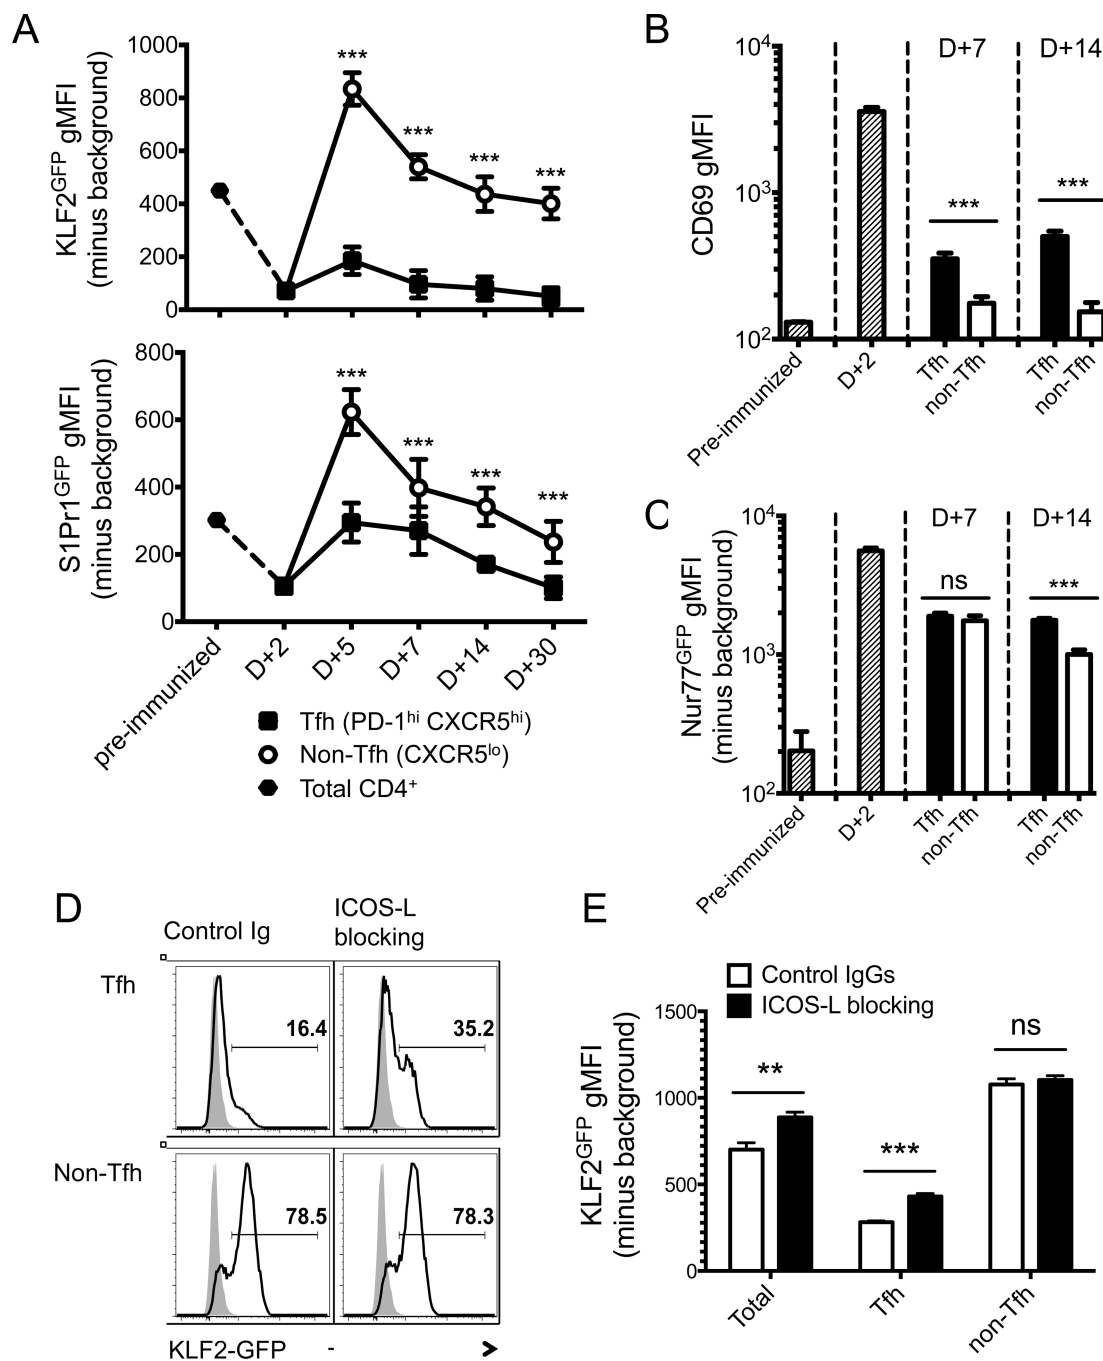 A
KLF2GFP gMFI
(minus background)
1000
800
600
400
200
0
***
***
***
***
S1Pr1GFP gMFI
(minus background)
800
600
400
200
0
***
***
***
***
pre-immunized
D+2
D+5
D+7
D+14
D+30
Tfh (PD-1hi CXCR5hi)
Non-Tfh (CXCR5lo)
Total CD4+
B
CD69 gMFI
104
103
102
D+7
D+14
***
***
Pre-immunized
D+2
Tfh
non-Tfh
Tfh
non-Tfh
C
Nur77GFP gMFI
(minus background)
104
103
102
D+7
D+14
ns
***
Pre-immunized
D+2
Tfh
non-Tfh
Tfh
non-Tfh
D
Control Ig
ICOS-L
blocking
Tfh
16.4
35.2
Non-Tfh
78.5
78.3
KLF2-GFP
-
E
Control IgGs
ICOS-L blocking
KLF2GFP gMFI
(minus background)
1500
1000
500
0
**
***
ns
Total
Tfh
non-Tfh